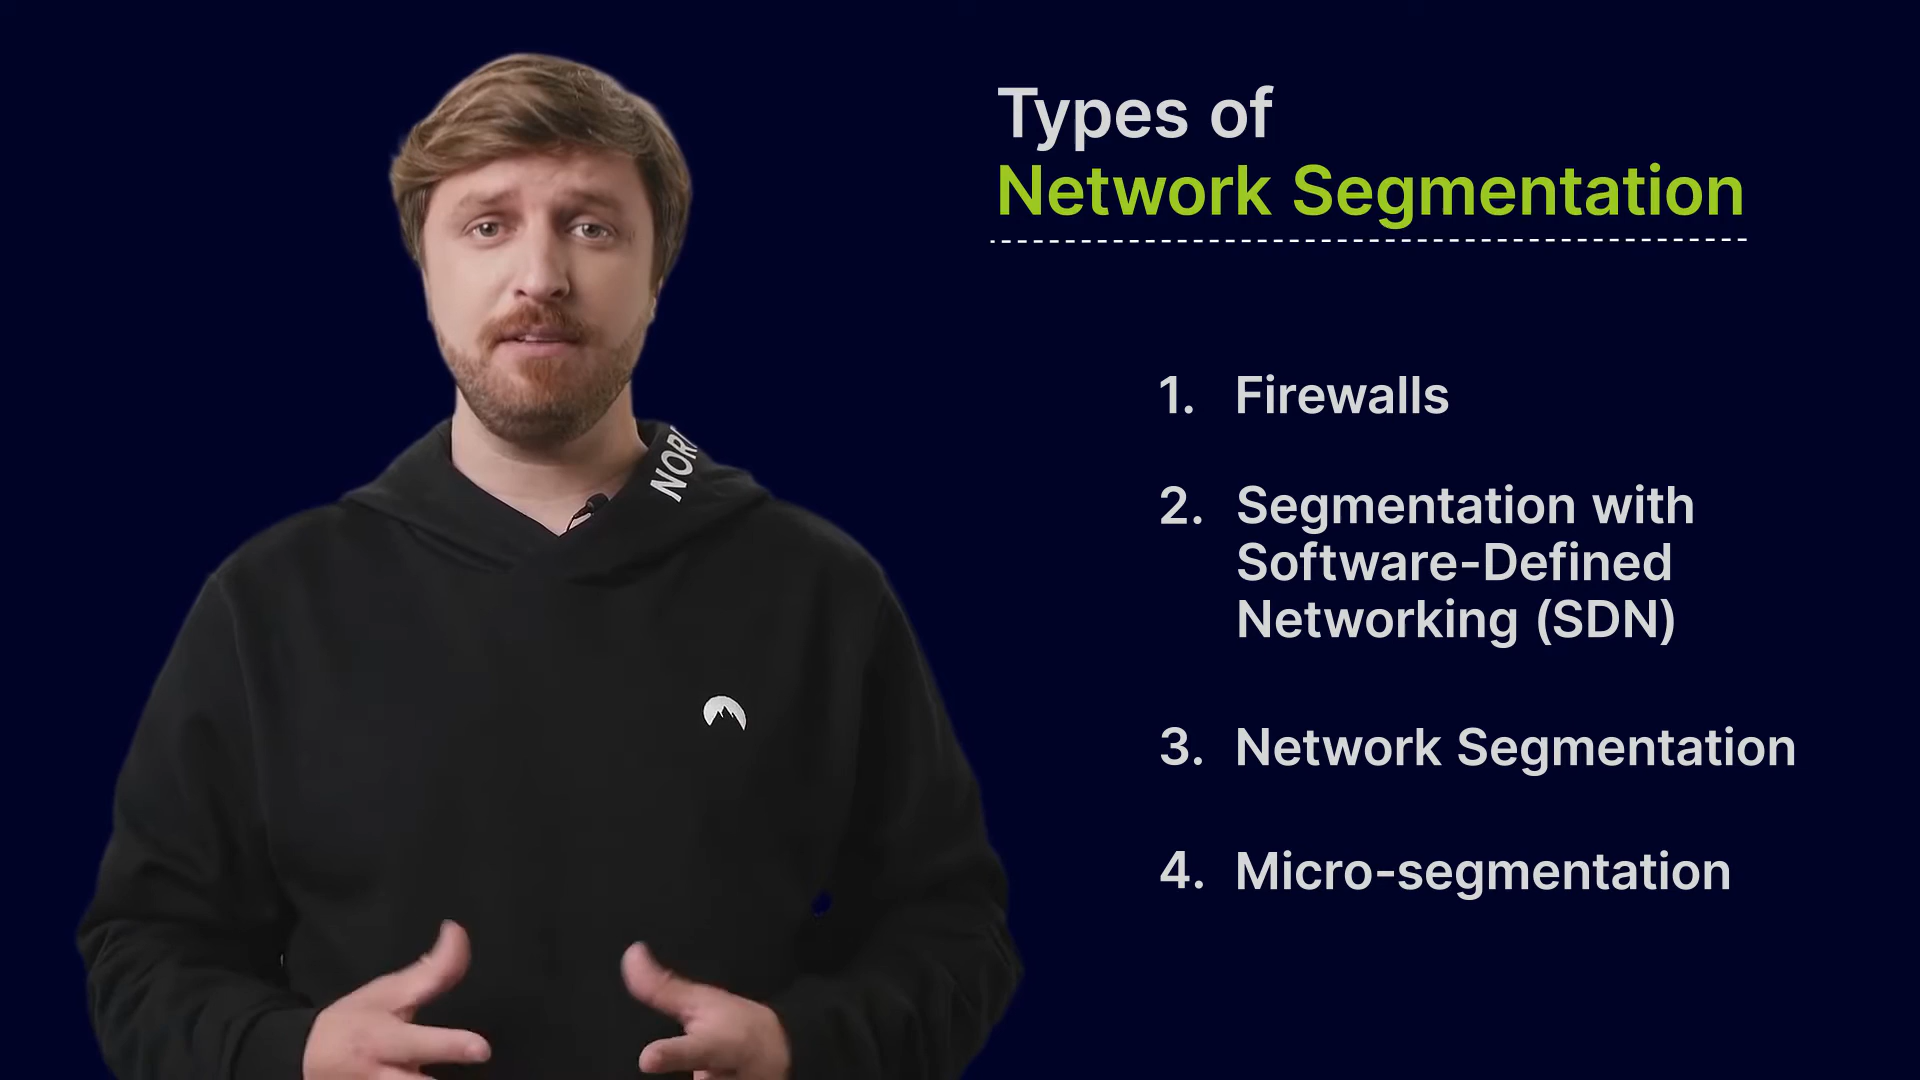 Types of
Network Segmentation
1. Firewalls
2. Segmentation with
Software-Defined
Networking (SDN)
3. Network Segmentation
4. Micro-segmentation